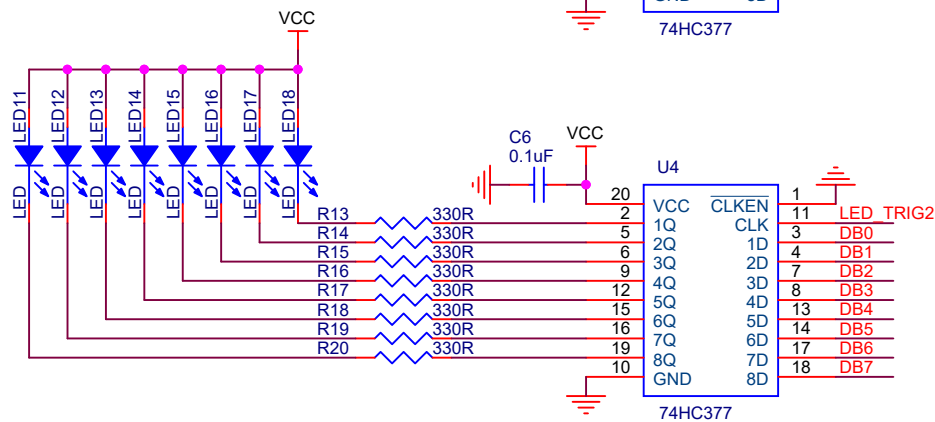 74HC377
VCC
LED11 LED12 LED13 LED14 LED15 LED16 LED17 LED18
LED LED LED LED LED LED LED LED
C6
0.1uF
VCC
U4
20 VCC CLKEN 1
R13 330R 2 1Q CLK 11 LED_TRIG2
R14 330R 5 2Q 1D 3 DB0
R15 330R 6 3Q 2D 4 DB1
R16 330R 9 4Q 3D 7 DB2
R17 330R 12 5Q 4D 8 DB3
R18 330R 15 6Q 5D 13 DB4
R19 330R 16 7Q 6D 14 DB5
R20 330R 19 8Q 7D 17 DB6
10 GND 8D 18 DB7
74HC377